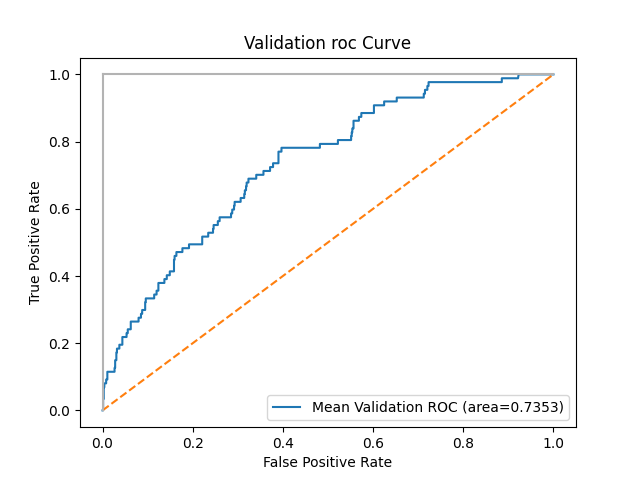 Validation roc Curve
True Positive Rate
1.0
0.8
0.6
0.4
0.2
0.0
Mean Validation ROC (area=0.7353)
0.0 0.2 0.4 0.6 0.8 1.0
False Positive Rate